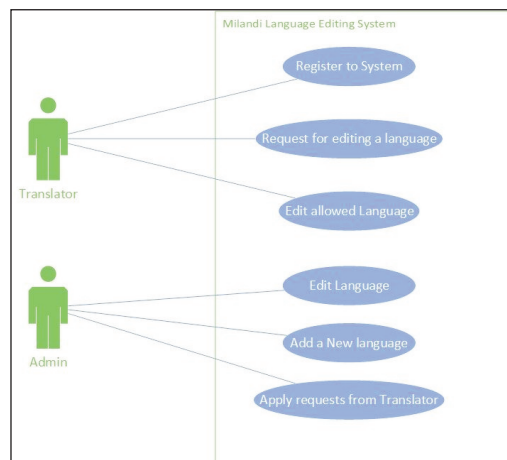 Milandi Language Editing System
Register to System
Request for editing a language
Translator
Edit allowed Language
Edit Language
Add a New language
Admin
Apply requests from Translator